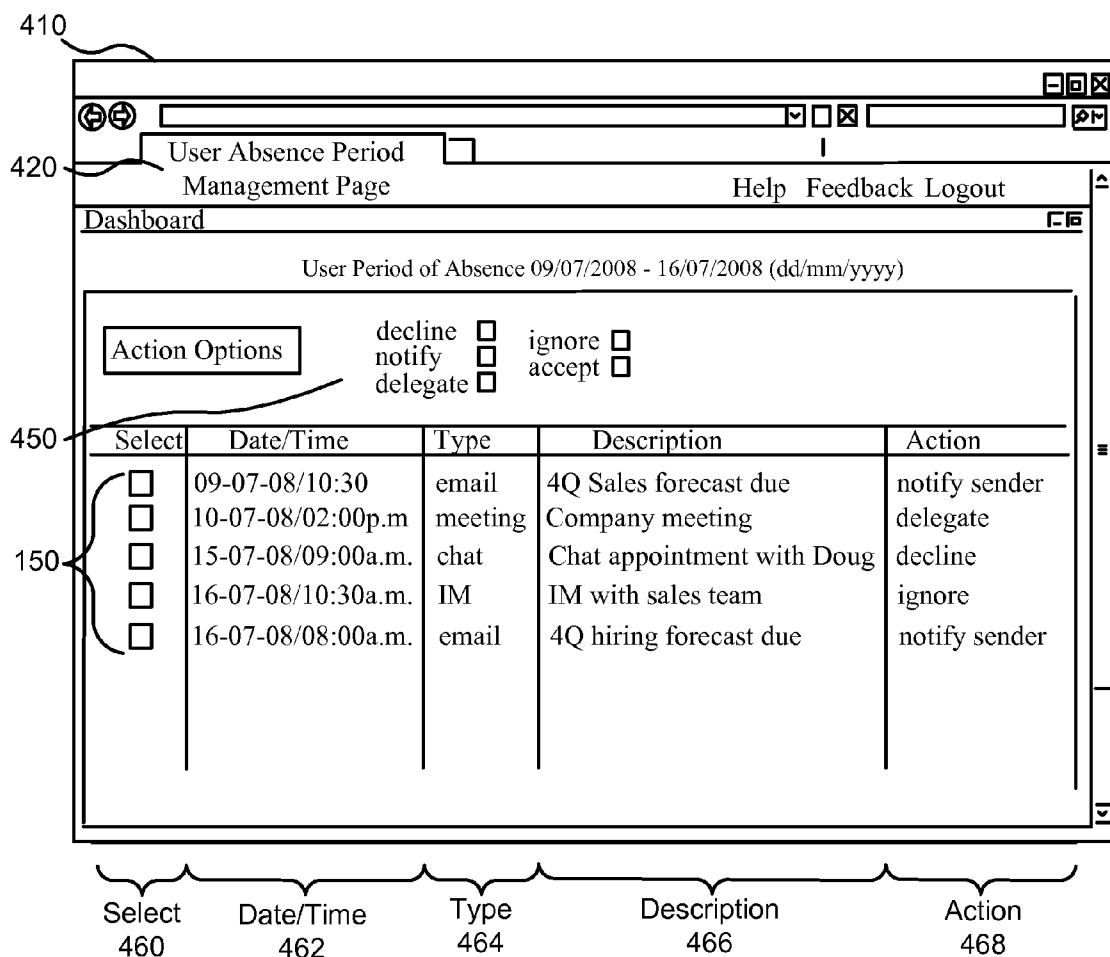 410
User Absence Period
420
Management Page
Help Feedback Logout
Dashboard
User Period of Absence 09/07/2008 - 16/07/2008 (dd/mm/yyyy)
Action Options
decline
notify
delegate
ignore
accept
450
Select Date/Time Type Description Action
09-07-08/10:30 email 4Q Sales forecast due notify sender
10-07-08/02:00p.m meeting Company meeting delegate
150
15-07-08/09:00a.m. chat Chat appointment with Doug decline
16-07-08/10:30a.m. IM IM with sales team ignore
16-07-08/08:00a.m. email 4Q hiring forecast due notify sender
Select Date/Time Type Description Action
460 462 464 466 468